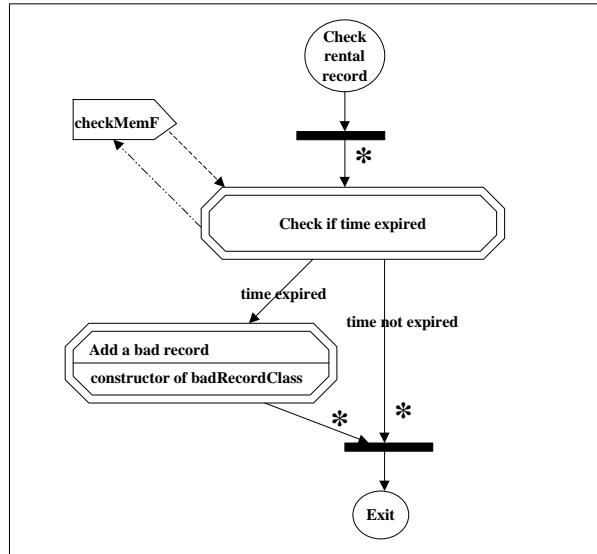 Check
rental
record
checkMemF
*
Check if time expired
time expired
time not expired
Add a bad record
constructor of badRecordClass
*
*
Exit